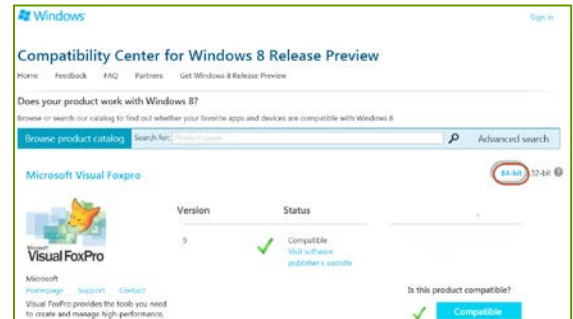 Windows
Sign in
Compatibility Center for Windows 8 Release Preview
Home Feedback FAQ Partners Get Windows 8 Release Preview
Does your product work with Windows 8?
Browse or search our catalog to find out whether your favorite apps and devices are compatible with Windows 8
Browse product catalog Search for: Product name Advanced search
Microsoft Visual Foxpro
64-bit 32-bit
Version Status
9 Compatible
Visit software
publisher's website
Microsoft
Visual FoxPro
Microsoft
Homepage Support Contact
Is this product compatible?
Visual FoxPro provides the tools you need
to create and manage high-performance,
Compatible